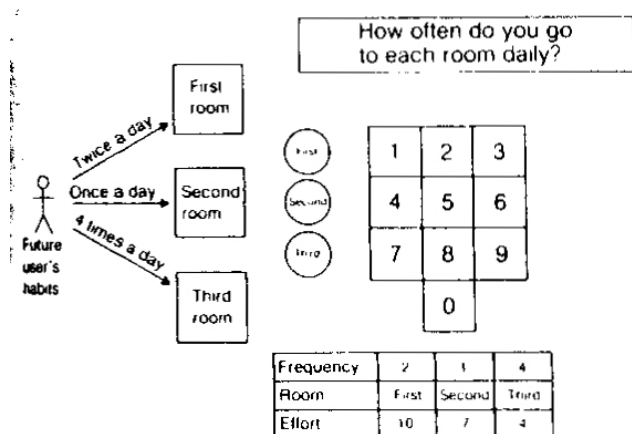 How often do you go
to each room daily?
First
room
Twice a day
Once a day
Second
room
4 times a day
Future
user's
habits
Third
room
First
Second
Third
1 2 3
4 5 6
7 8 9
0
Frequency 2 1 4
Room First Second Third
Effort 10 7 4